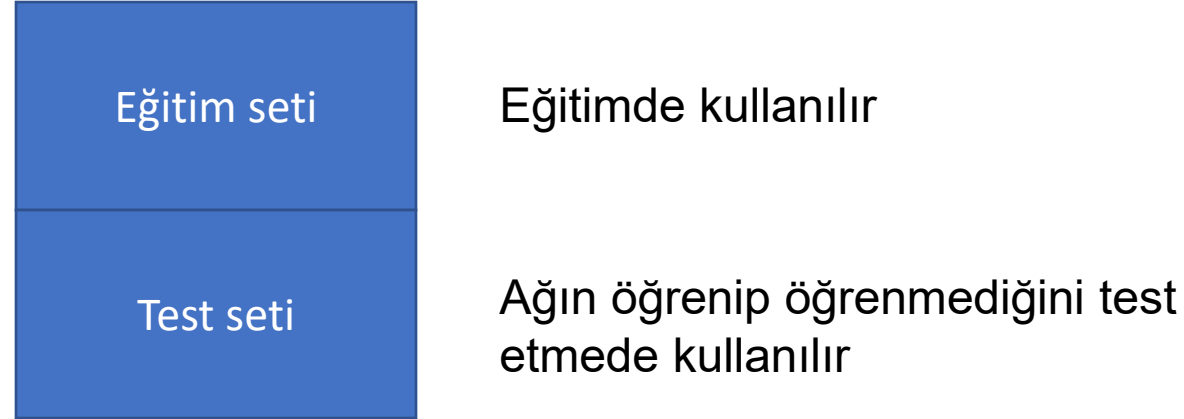 Eğitim seti
Eğitimde kullanılır
Test seti
Ağın öğrenip öğrenmediğini test
etmede kullanılır